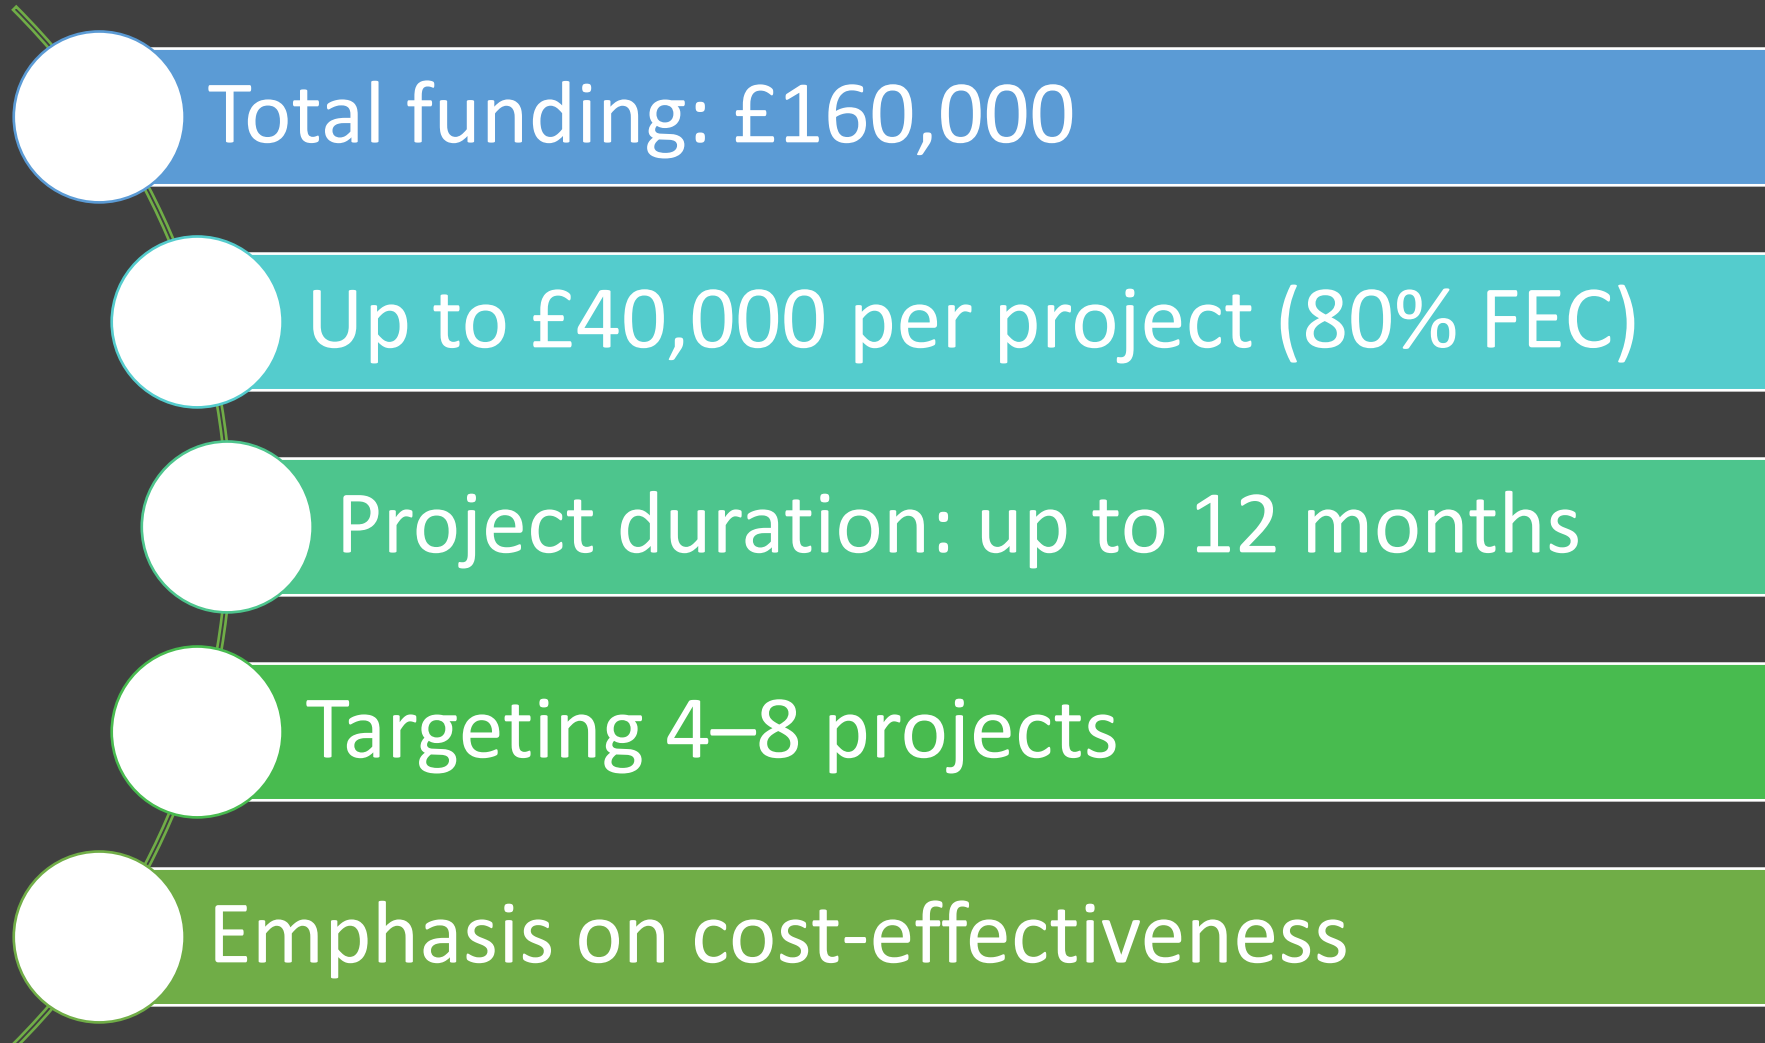 Total funding: £160,000
Up to £40,000 per project (80% FEC)
Project duration: up to 12 months
Targeting 4–8 projects
Emphasis on cost-effectiveness